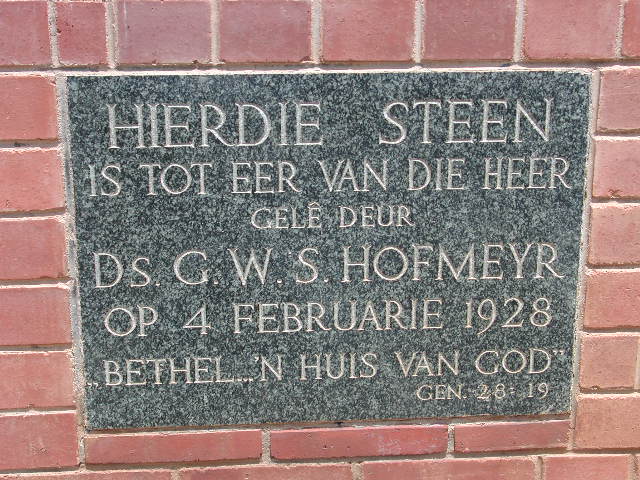 HIERDIE STEEN
IS TOT EER VAN DIE HEER
GELÊ DEUR
DS. G. W. S. HOFMEYR
OP 4 FEBRUARIE 1928
„BETHEL...'N HUIS VAN GOD"
GEN. 28: 19